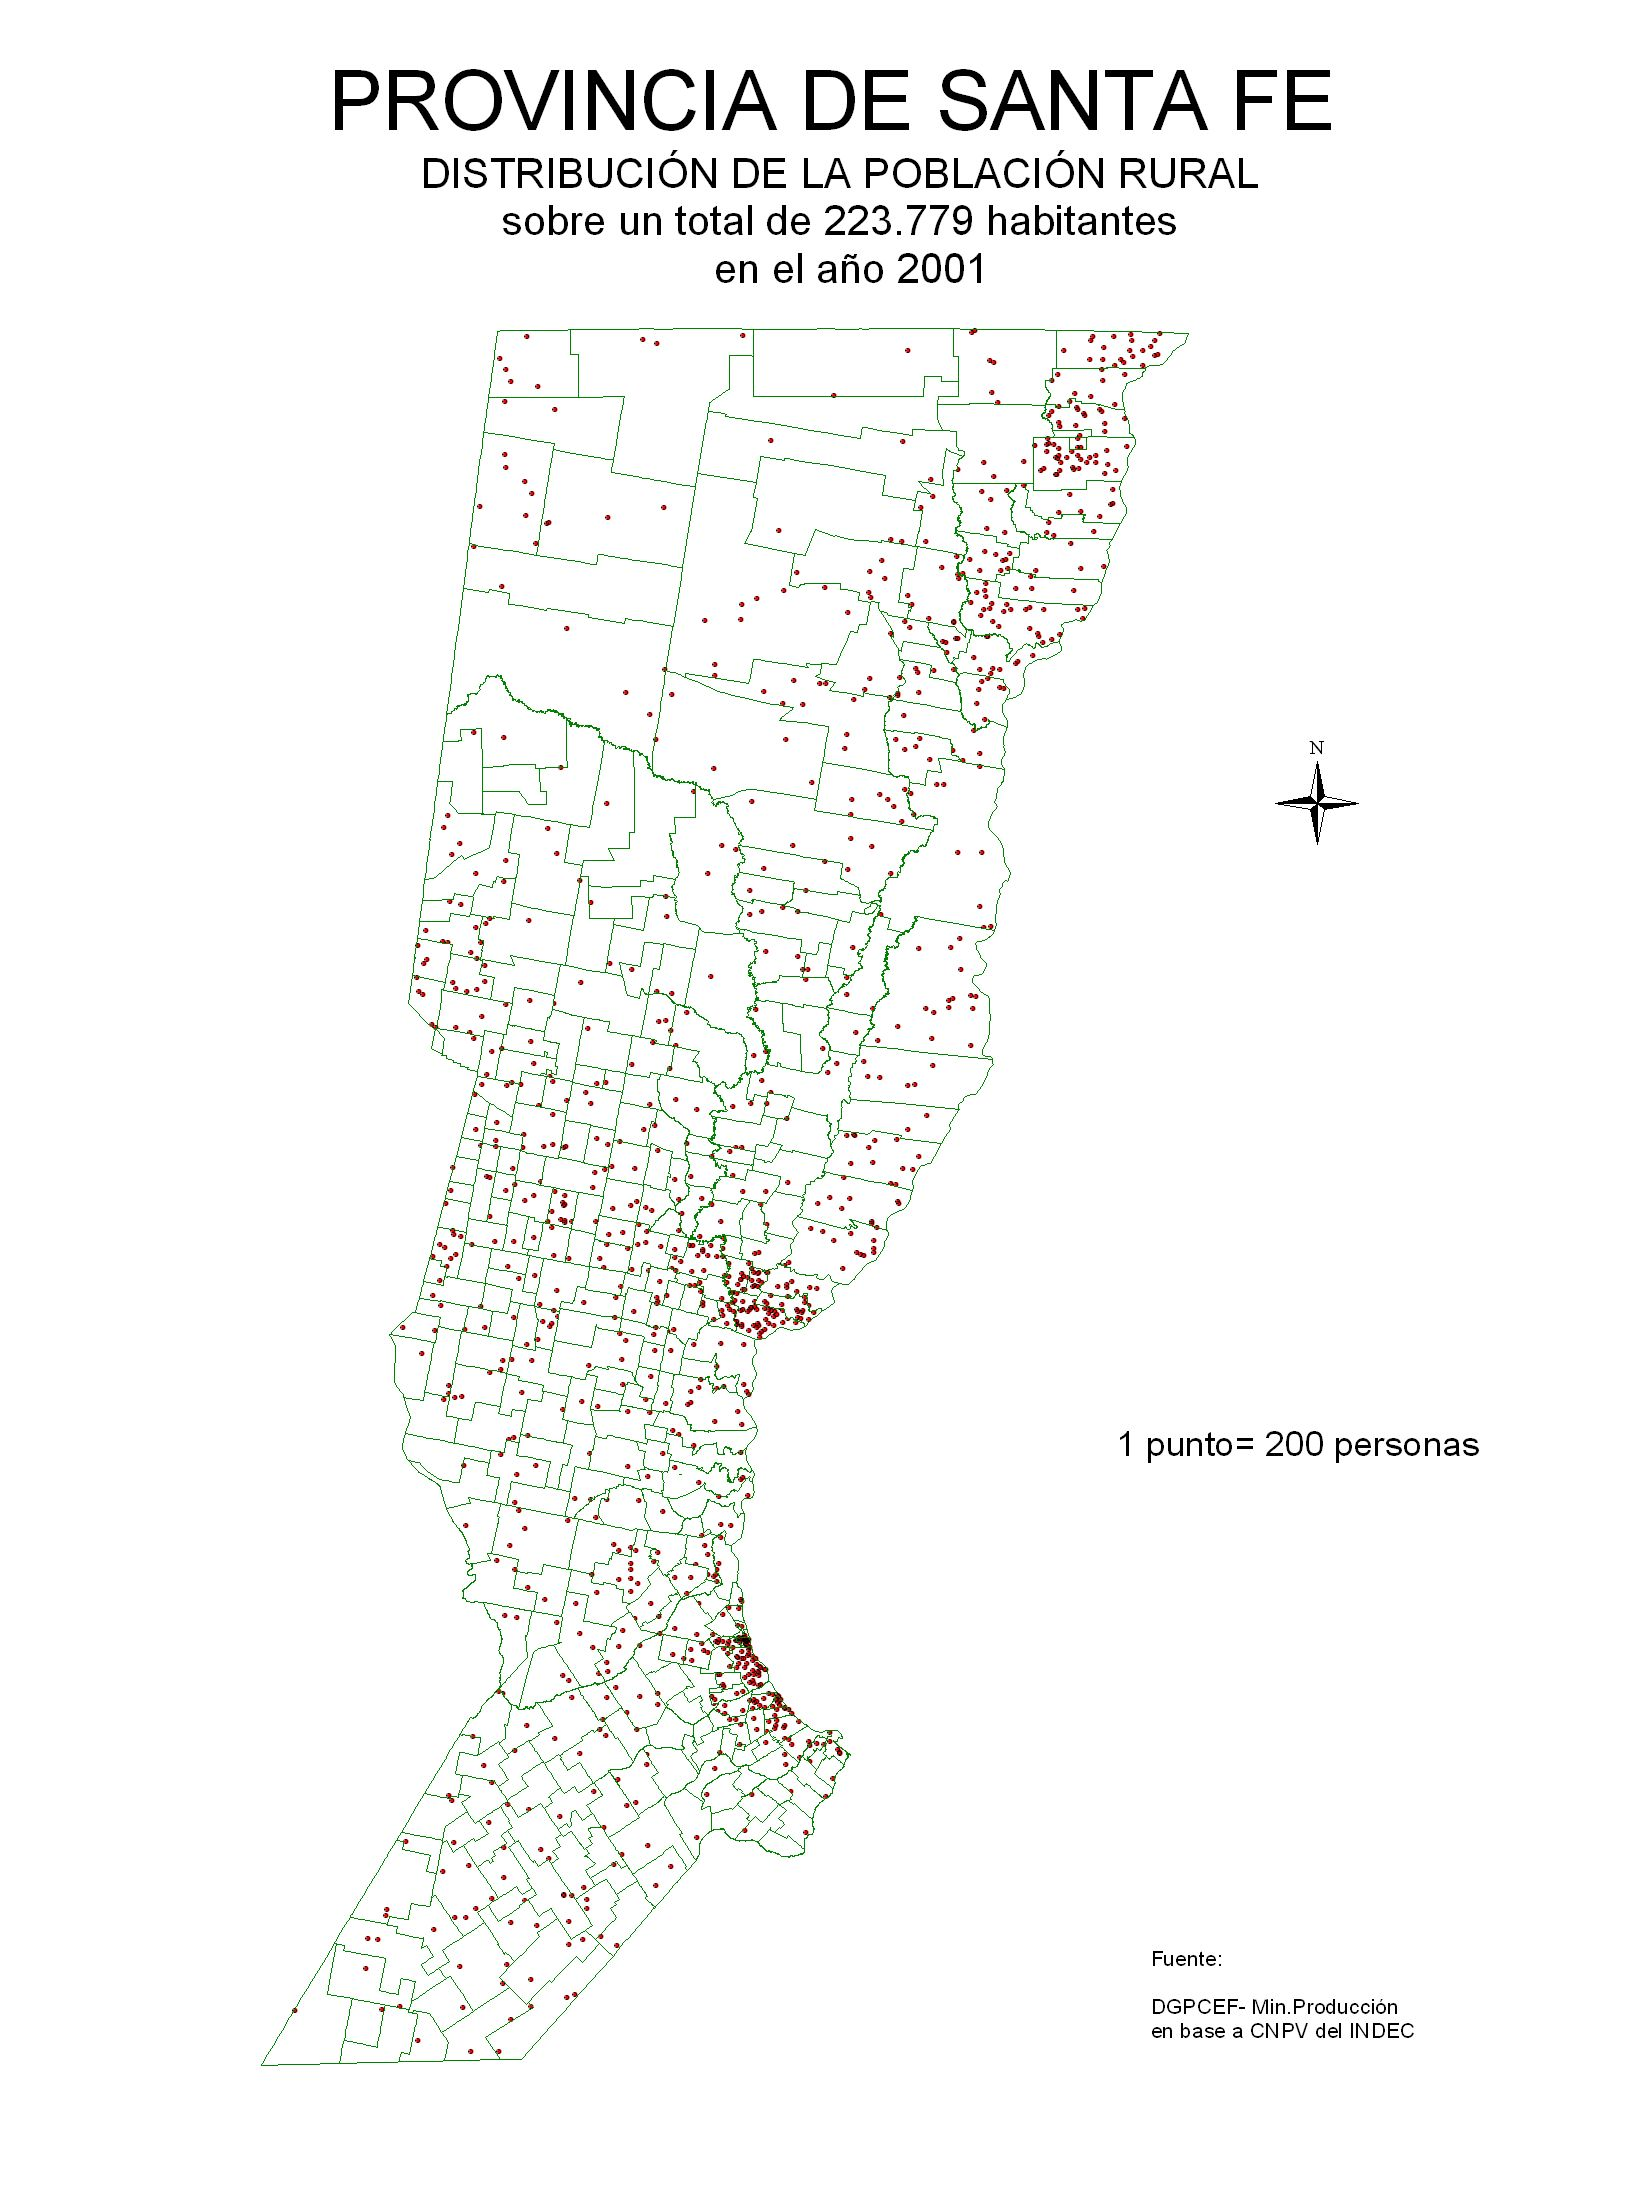 PROVINCIA DE SANTA FE
DISTRIBUCIÓN DE LA POBLACIÓN RURAL
sobre un total de 223.779 habitantes
en el año 2001
N
1 punto= 200 personas
Fuente:
DGPCEF- Min.Producción
en base a CNPV del INDEC